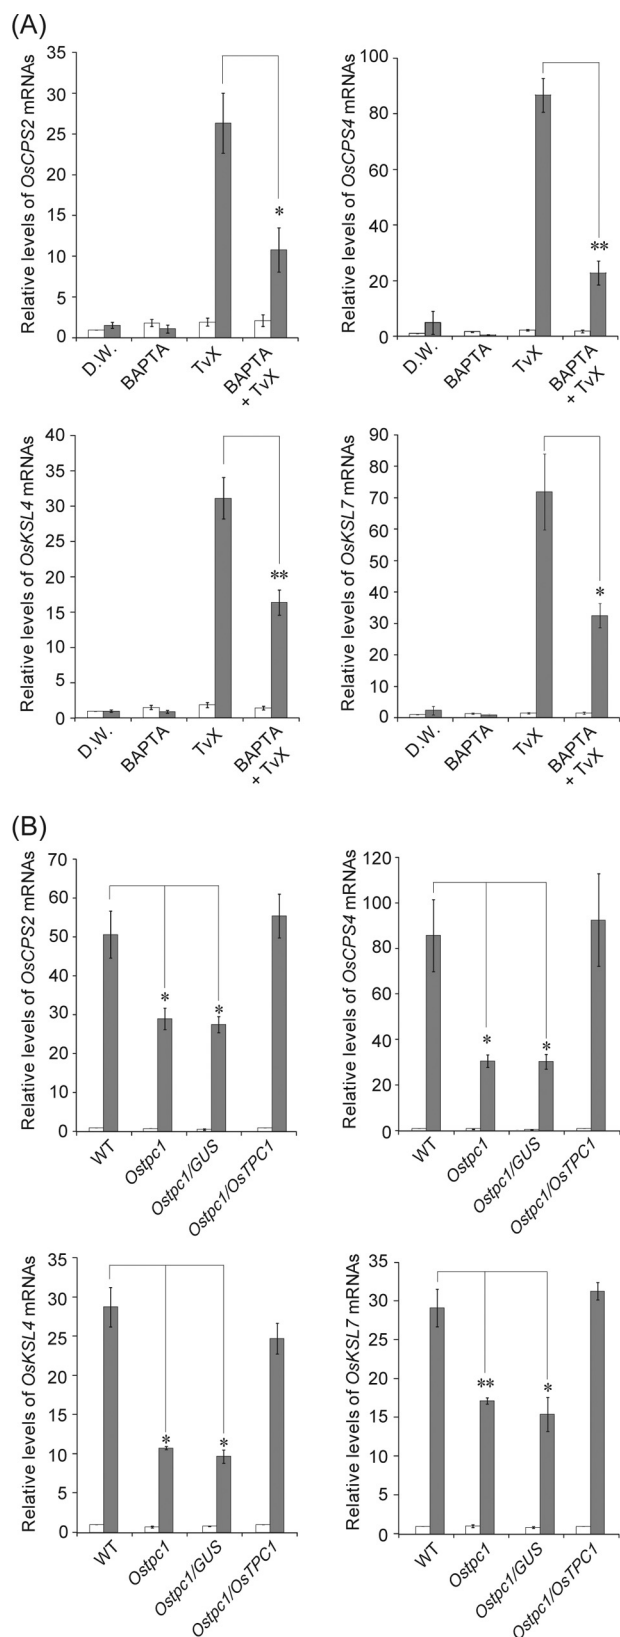 (A)
Relative levels of OsCPS2 mRNAs
35
30
25
20
15
10
5
0
*
D.W.
BAPTA
TvX
BAPTA
+ TvX
Relative levels of OsCPS4 mRNAs
100
80
60
40
20
0
**
D.W.
BAPTA
TvX
BAPTA
+ TvX
Relative levels of OsKSL4 mRNAs
40
35
30
25
20
15
10
5
0
**
D.W.
BAPTA
TvX
BAPTA
+ TvX
Relative levels of OsKSL7 mRNAs
90
80
70
60
50
40
30
20
10
0
*
D.W.
BAPTA
TvX
BAPTA
+ TvX
(B)
Relative levels of OsCPS2 mRNAs
70
60
50
40
30
20
10
0
*
*
WT
Ostpc1
Ostpc1/GUS
Ostpc1/OsTPC1
Relative levels of OsCPS4 mRNAs
120
100
80
60
40
20
0
*
*
WT
Ostpc1
Ostpc1/GUS
Ostpc1/OsTPC1
Relative levels of OsKSL4 mRNAs
35
30
25
20
15
10
5
0
*
*
WT
Ostpc1
Ostpc1/GUS
Ostpc1/OsTPC1
Relative levels of OsKSL7 mRNAs
35
30
25
20
15
10
5
0
**
*
WT
Ostpc1
Ostpc1/GUS
Ostpc1/OsTPC1